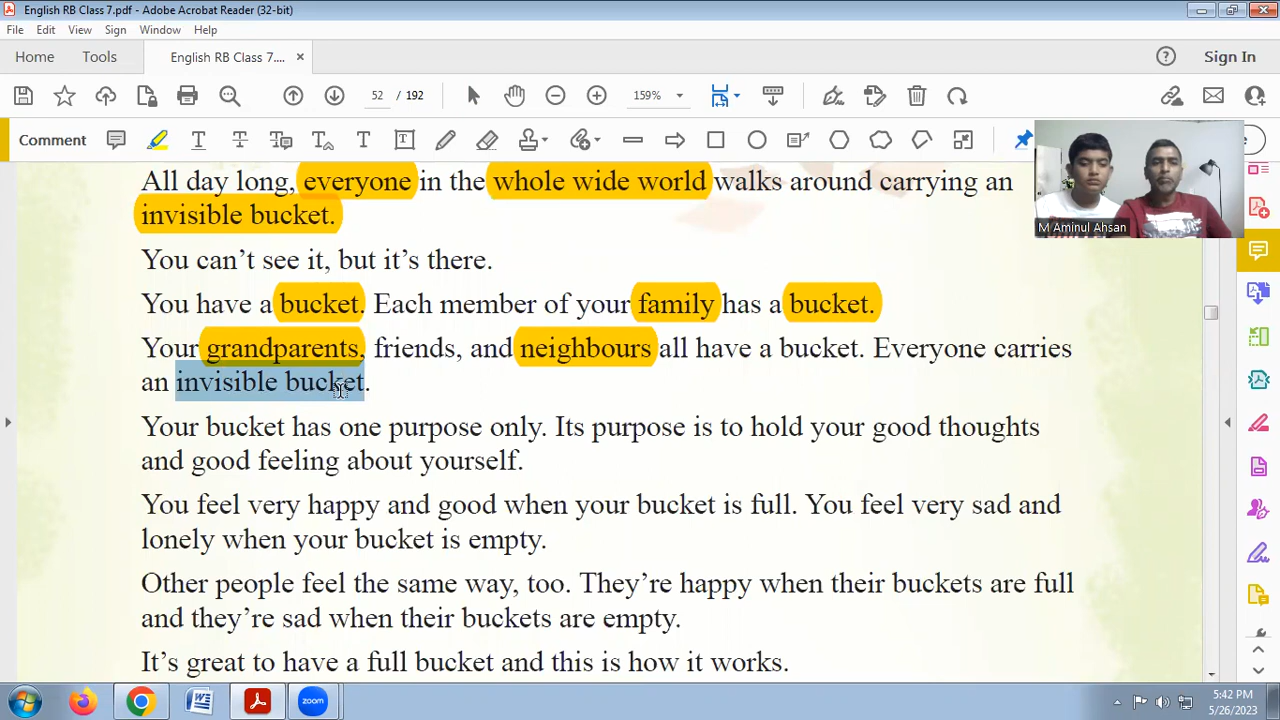 English RB Class 7.pdf - Adobe Acrobat Reader (32-bit)
File Edit View Sign Window Help
Home Tools English RB Class 7.... × Sign In
52 / 192 159%
Comment
M Aminul Ahsan
All day long, everyone in the whole wide world walks around carrying an
invisible bucket.
You can’t see it, but it’s there.
You have a bucket. Each member of your family has a bucket.
Your grandparents, friends, and neighbours all have a bucket. Everyone carries
an invisible bucket.
Your bucket has one purpose only. Its purpose is to hold your good thoughts
and good feeling about yourself.
You feel very happy and good when your bucket is full. You feel very sad and
lonely when your bucket is empty.
Other people feel the same way, too. They’re happy when their buckets are full
and they’re sad when their buckets are empty.
It’s great to have a full bucket and this is how it works.
zoom
5:42 PM
5/26/2023